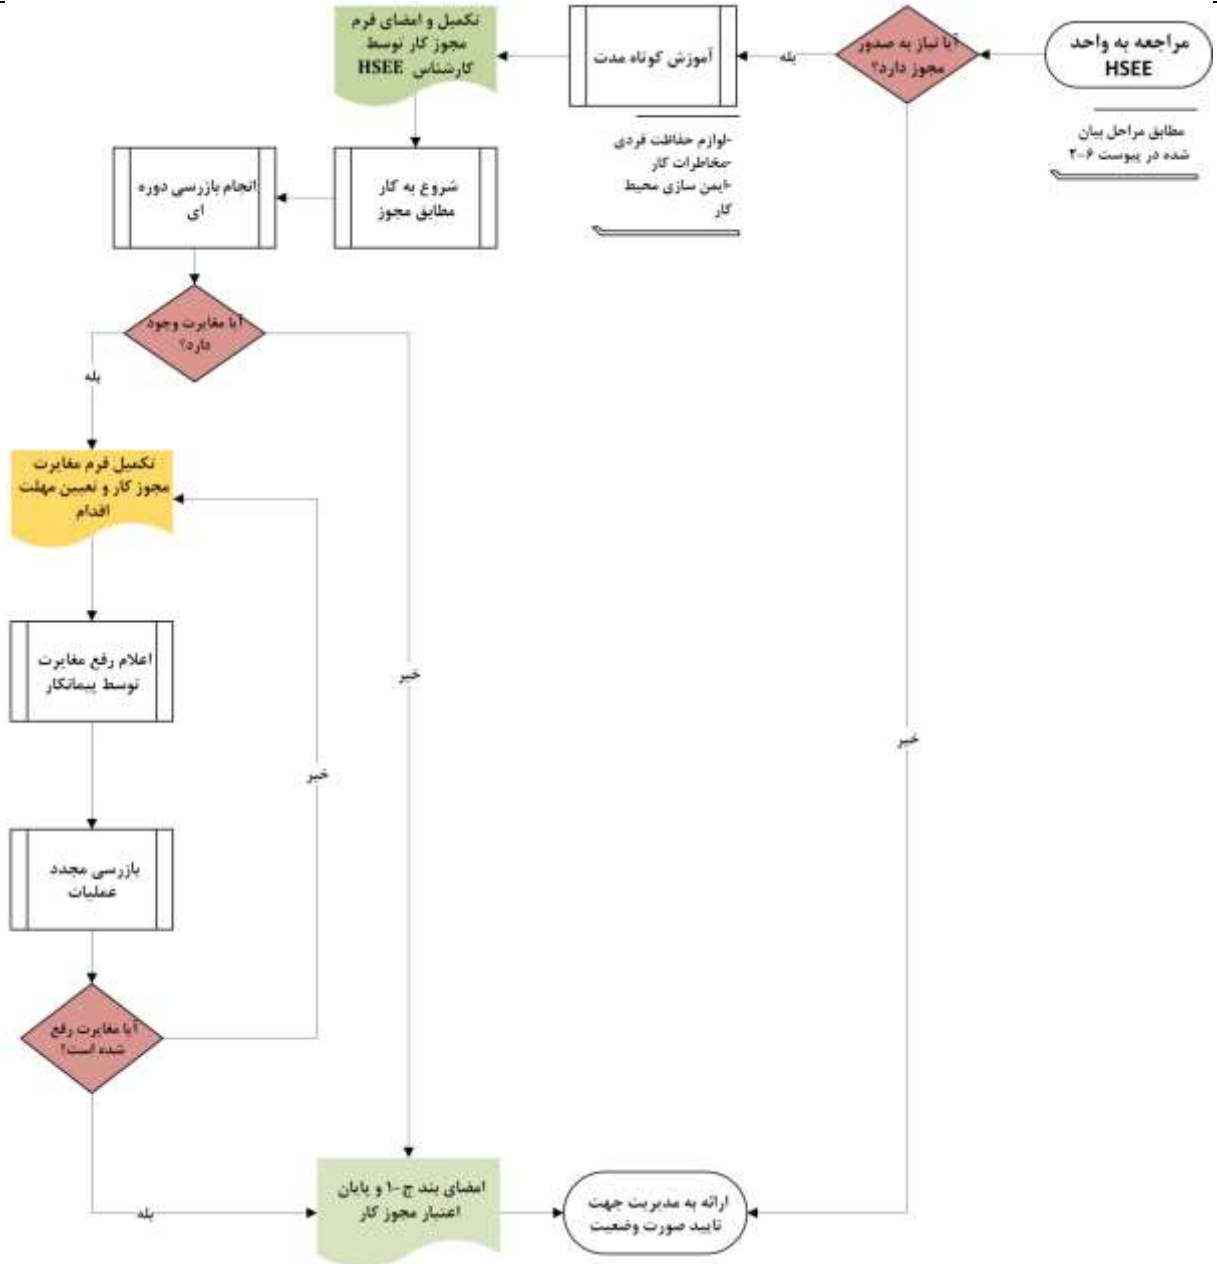 مراجعه به واحد
HSEE
مطابق مراحل بیان
شده در پیوست ۶-۲
آیا نیاز به صدور
مجوز دارد؟
بله
آموزش کوتاه مدت
-لوازم حفاظت فردی
-مخاطرات کار
-ایمن سازی محیط
کار
تکمیل و امضای فرم
مجوز کار توسط
کارشناس HSEE
شروع به کار
مطابق مجوز
انجام بازرسی دوره
ای
آیا مغایرت وجود
دارد؟
بله
تکمیل فرم مغایرت
مجوز کار و تعیین مهلت
اقدام
اعلام رفع مغایرت
توسط پیمانکار
خیر
خیر
خیر
بازرسی مجدد
عملیات
آیا مغایرت رفع
شده است؟
بله
امضای بند ج-۱ و پایان
اعتبار مجوز کار
ارائه به مدیریت جهت
تایید صورت وضعیت